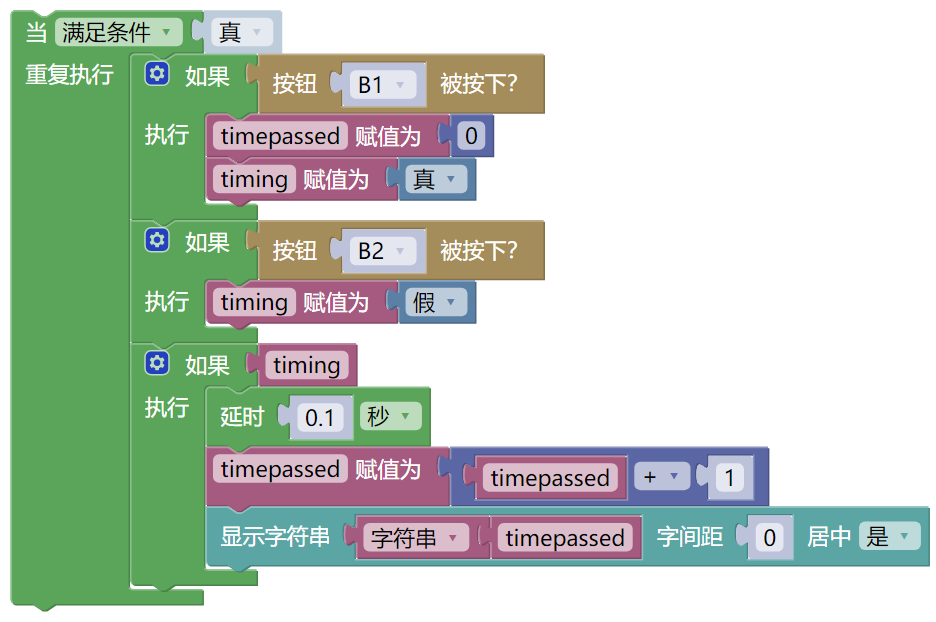 当 满足条件 真
重复执行 如果 按钮 B1 被按下?
执行 timepassed 赋值为 0
timing 赋值为 真
如果 按钮 B2 被按下?
执行 timing 赋值为 假
如果 timing
执行 延时 0.1 秒
timepassed 赋值为 timepassed + 1
显示字符串 字符串 timepassed 字间距 0 居中 是